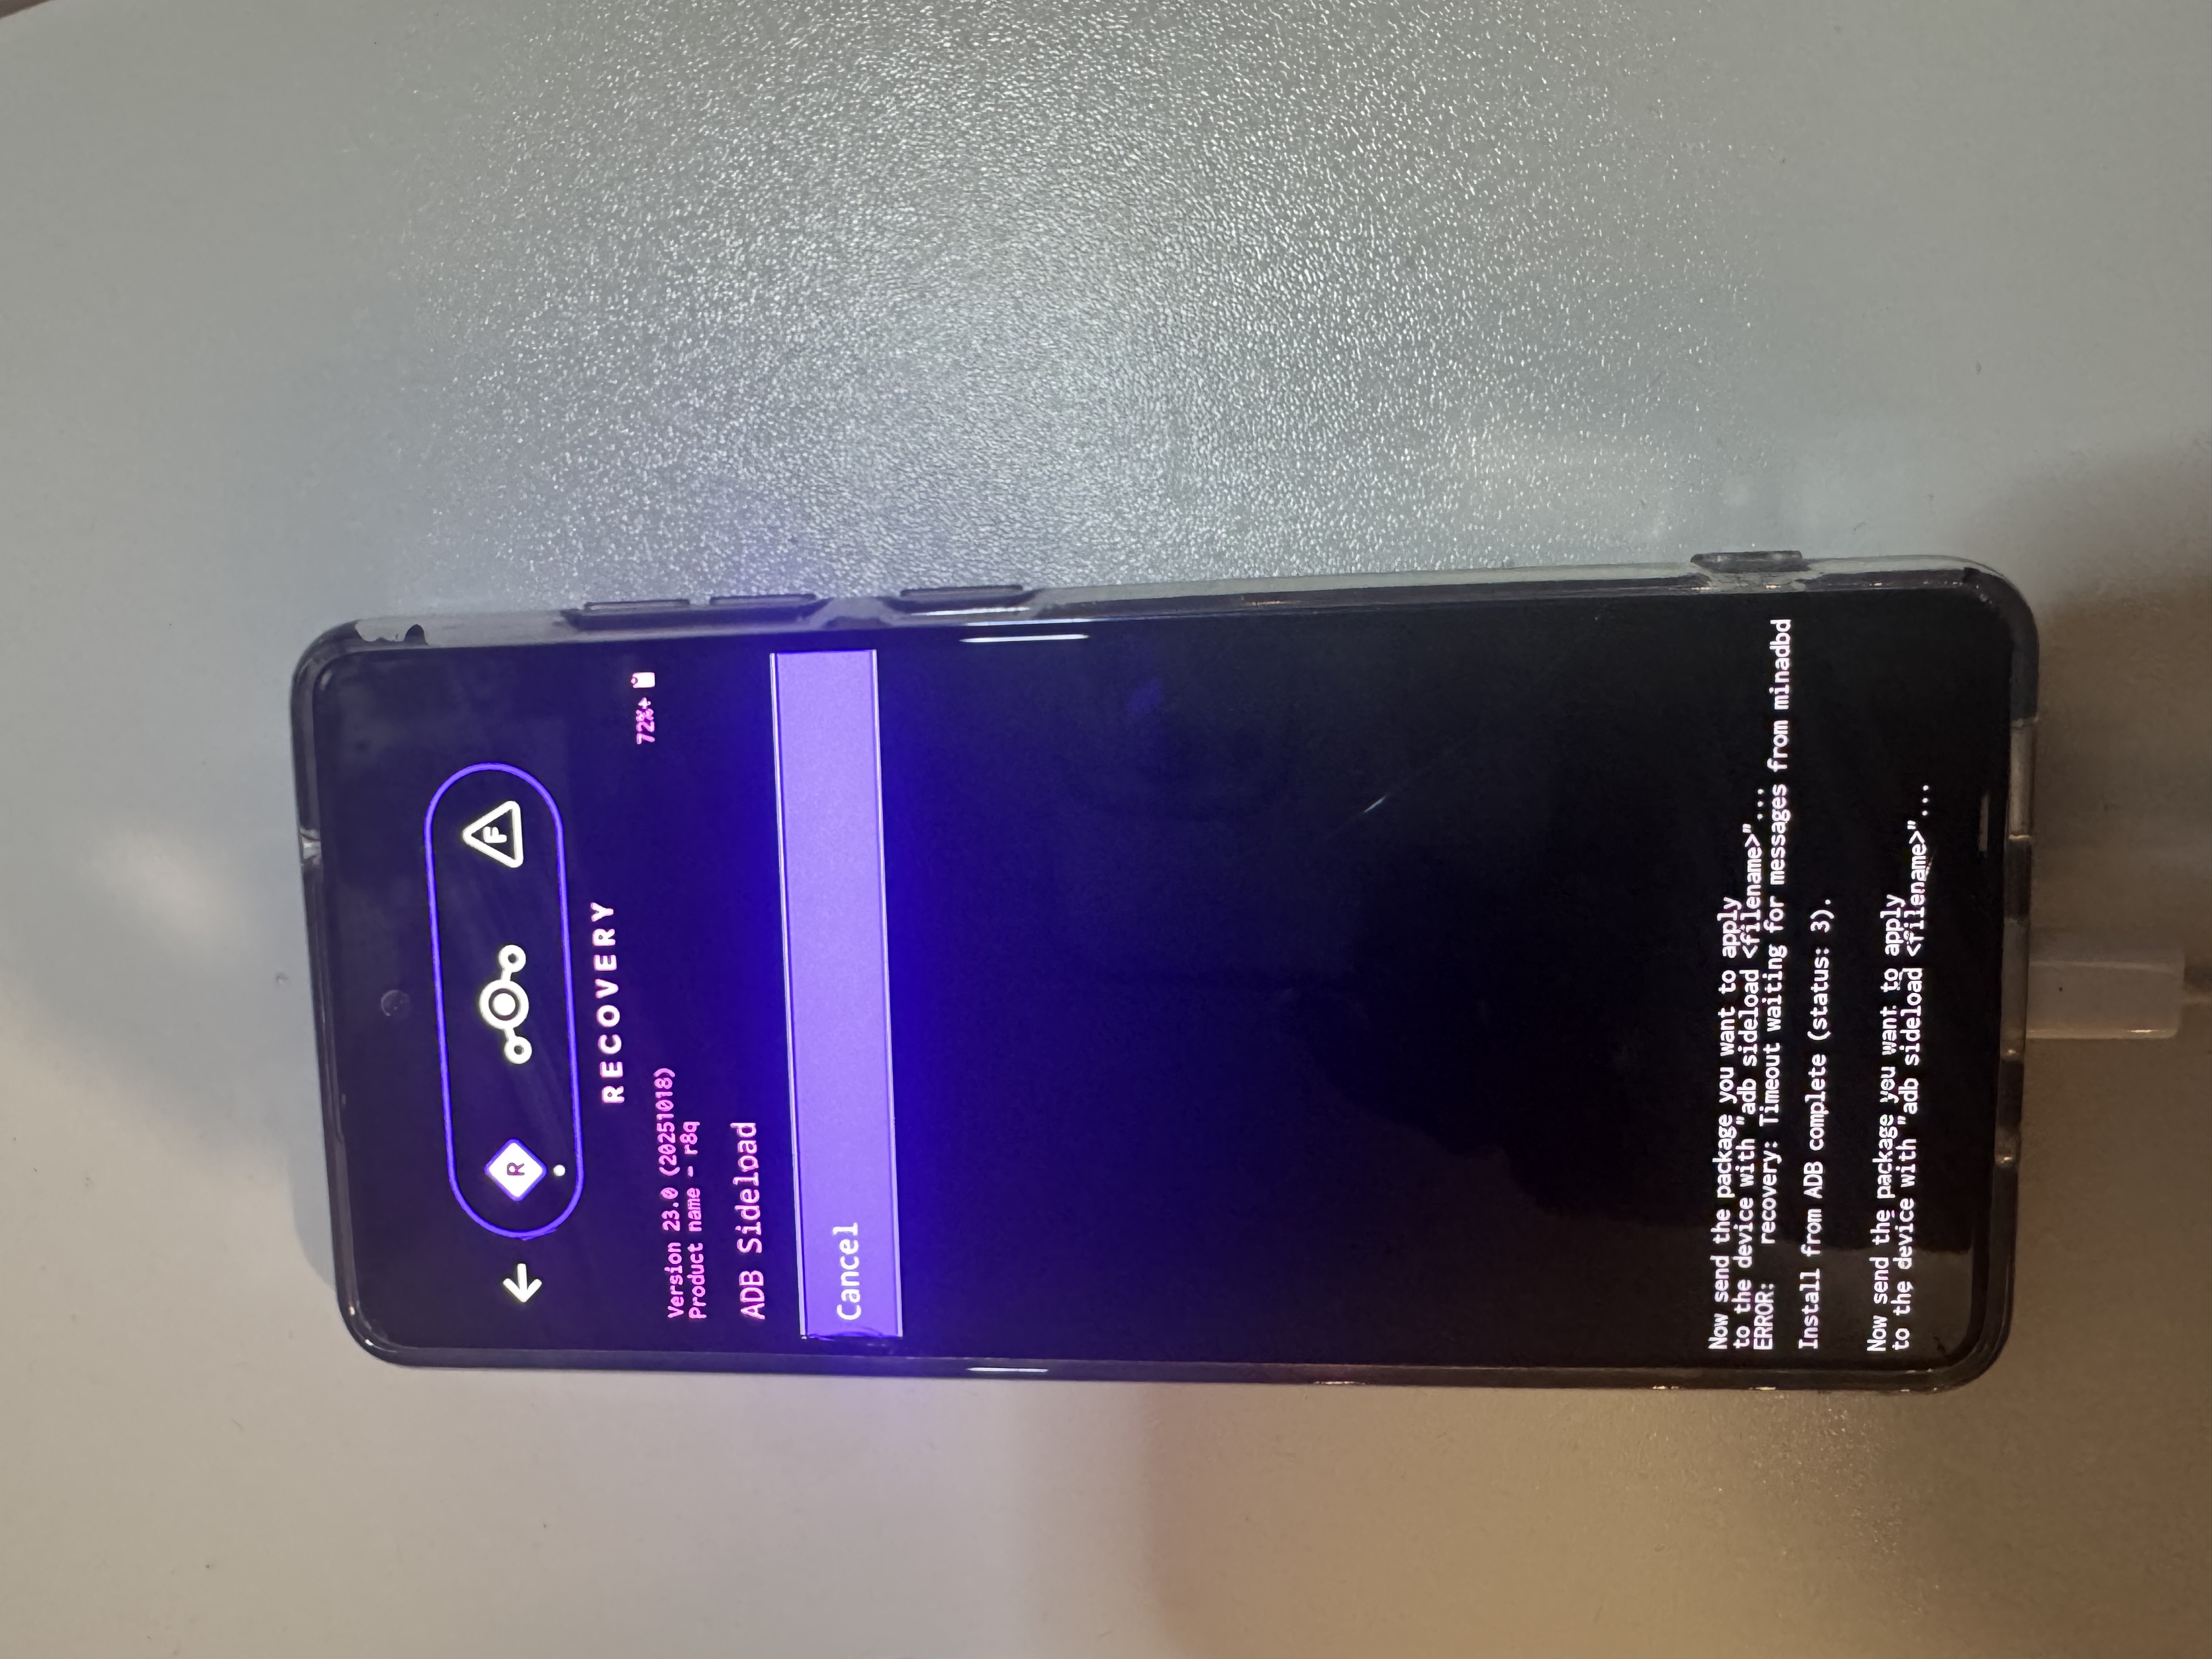 R
F
RECOVERY
72%+
Version 23.0 (20251018)
Product name - r8q
ADB Sideload
Cancel
Now send the package you want to apply
to the device with "adb sideload <filename>"...
ERROR: recovery: Timeout waiting for messages from minadbd
Install from ADB complete (status: 3).
Now send the package you want to apply
to the device with "adb sideload <filename>"...